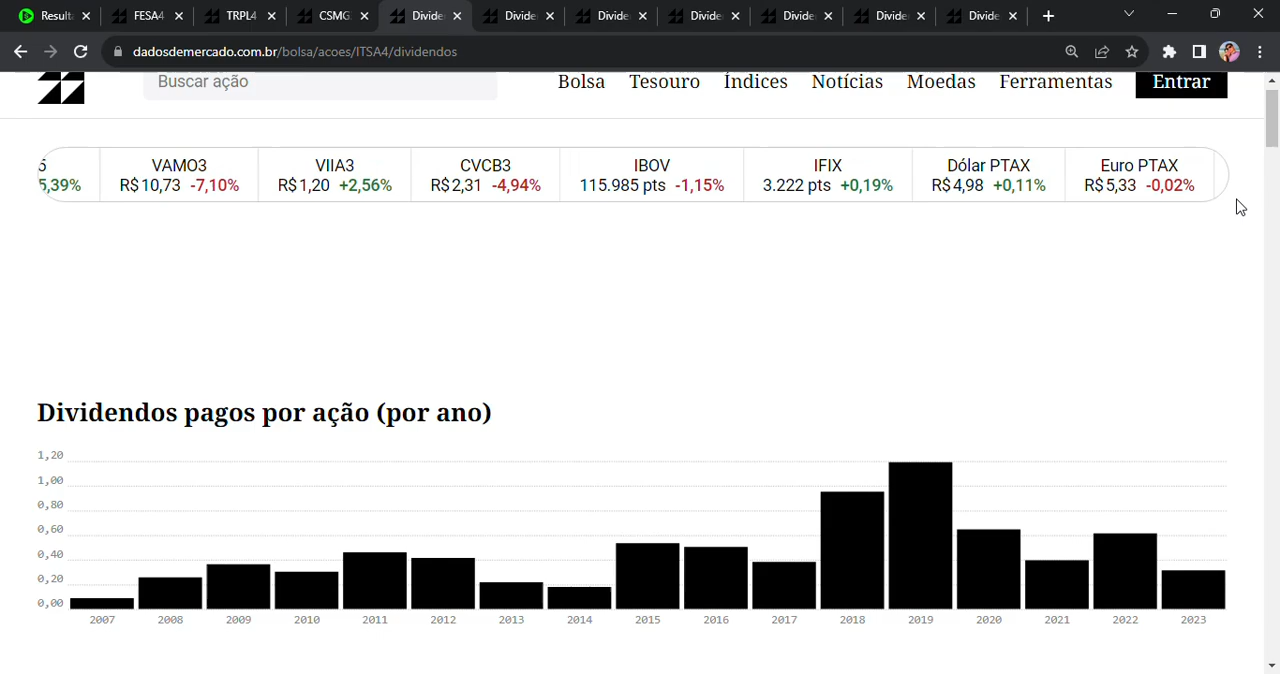 Result
FESA4
TRPL4
CSMG
Divide
Divide
Divide
Divide
Divide
Divide
Divide
dadosdemercado.com.br/bolsa/acoes/ITSA4/dividendos
Buscar ação
Bolsa Tesouro Índices Notícias Moedas Ferramentas Entrar
5 VAMO3 VIIA3 CVCB3 IBOV IFIX Dólar PTAX Euro PTAX
5,39% R$10,73 -7,10% R$1,20 +2,56% R$2,31 -4,94% 115.985 pts -1,15% 3.222 pts +0,19% R$4,98 +0,11% R$5,33 -0,02%
Dividendos pagos por ação (por ano)
1,20
1,00
0,80
0,60
0,40
0,20
0,00
2007 2008 2009 2010 2011 2012 2013 2014 2015 2016 2017 2018 2019 2020 2021 2022 2023